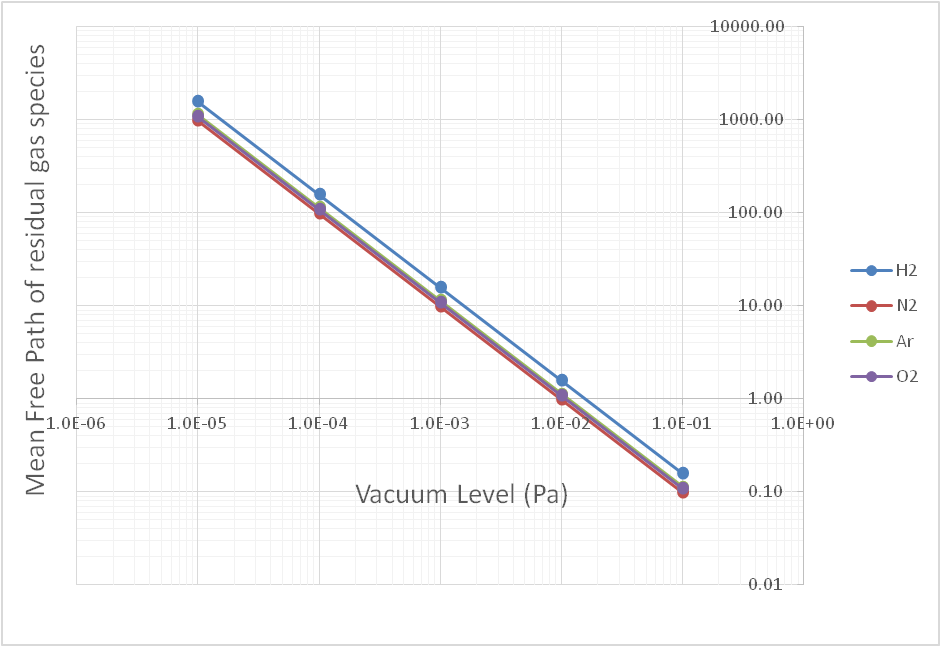 Mean Free Path of residual gas species
10000.00
1000.00
100.00
10.00
1.00
1.0E-06 1.0E-05 1.0E-04 1.0E-03 1.0E-02 1.0E-01 1.0E+00
0.10
Vacuum Level (Pa)
0.01
H2
N2
Ar
O2